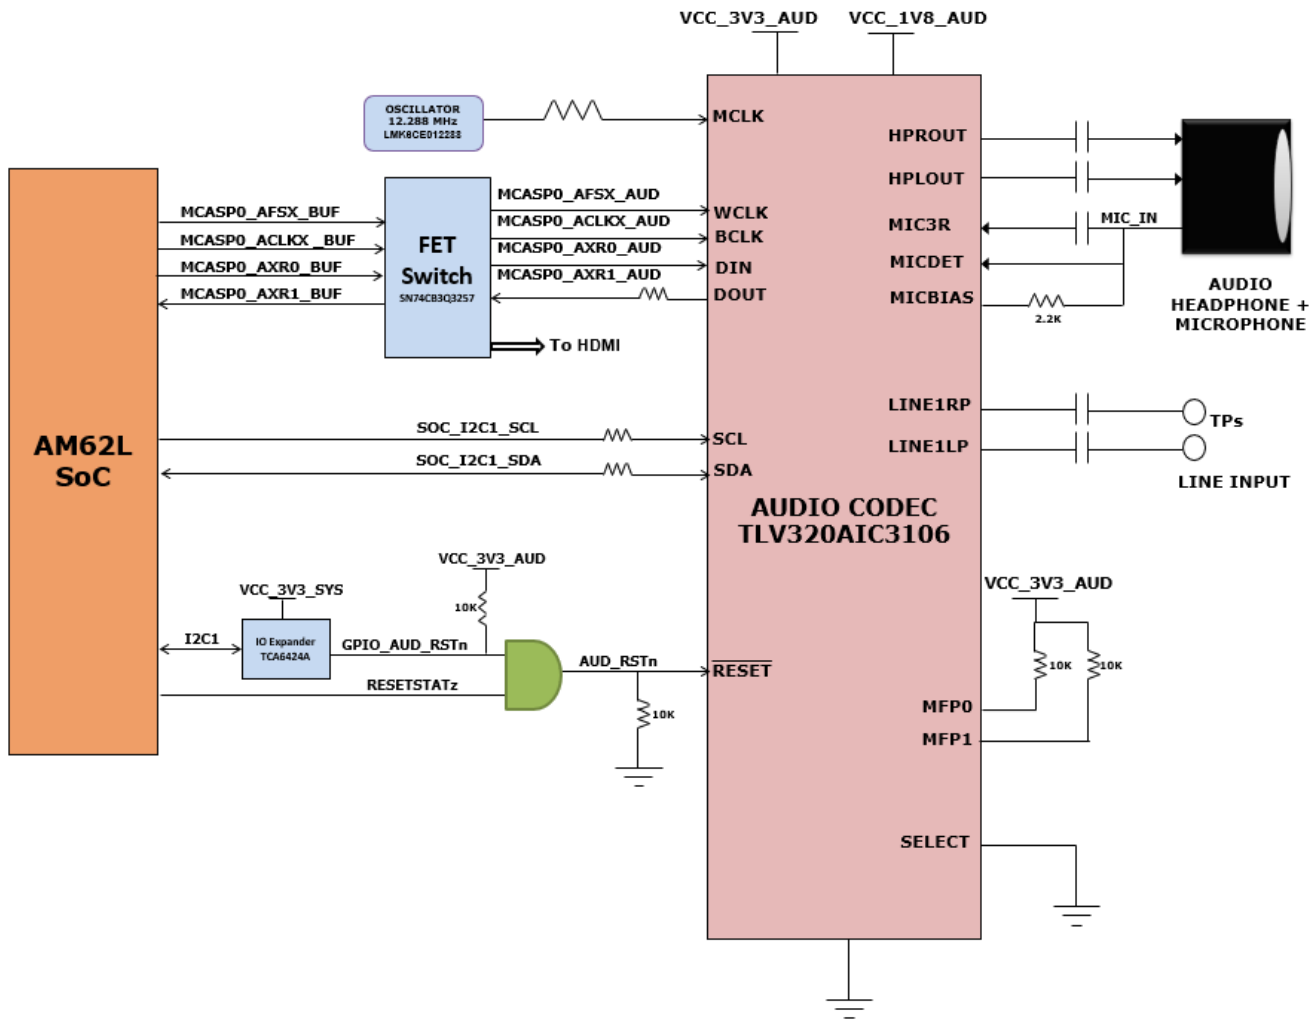 VCC_3V3_AUD
VCC_1V8_AUD
OSCILLATOR
12.288 MHz
LMK6CE012288
MCLK
HPROUT
HPLOUT
MIC3R
MIC_IN
MICDET
MICBIAS
2.2K
AUDIO
HEADPHONE +
MICROPHONE
MCASP0_AFSX_BUF
MCASP0_ACLKX _BUF
MCASP0_AXR0_BUF
MCASP0_AXR1_BUF
FET
Switch
SN74CB3Q3257
MCASP0_AFSX_AUD
MCASP0_ACLKX_AUD
MCASP0_AXR0_AUD
MCASP0_AXR1_AUD
WCLK
BCLK
DIN
DOUT
To HDMI
AM62L
SoC
SOC_I2C1_SCL
SOC_I2C1_SDA
SCL
SDA
LINE1RP
LINE1LP
TPs
LINE INPUT
AUDIO CODEC
TLV320AIC3106
VCC_3V3_AUD
10K
VCC_3V3_SYS
I2C1
IO Expander
TCA6424A
GPIO_AUD_RSTn
RESETSTATz
AUD_RSTn
10K
RESET
VCC_3V3_AUD
10K
10K
MFP0
MFP1
SELECT